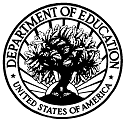 DEPARTMENT OF EDUCATION
UNITED STATES OF AMERICA